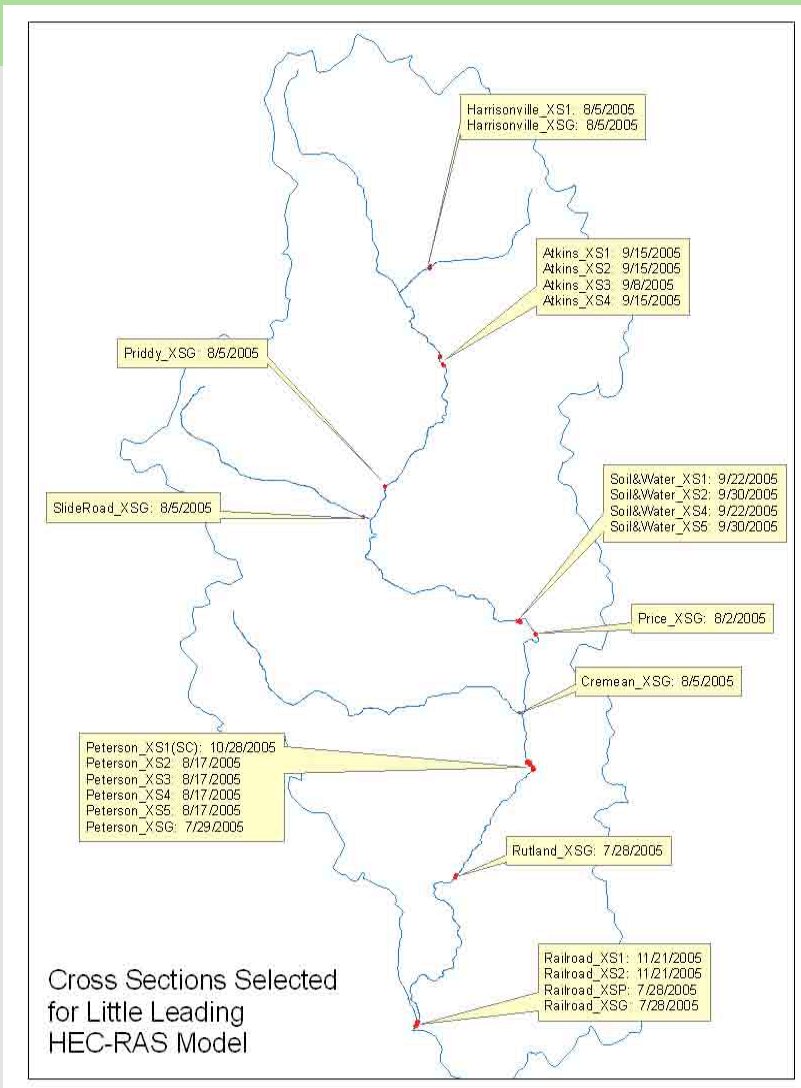 Harrisonville_XS1: 8/5/2005
Harrisonville_XSG: 8/5/2005
Atkins_XS1: 9/15/2005
Atkins_XS2: 9/15/2005
Atkins_XS3: 9/8/2005
Atkins_XS4: 9/15/2005
Priddy_XSG: 8/5/2005
Soil&Water_XS1: 9/22/2005
Soil&Water_XS2: 9/30/2005
Soil&Water_XS4: 9/22/2005
Soil&Water_XS5: 9/30/2005
SlideRoad_XSG: 8/5/2005
Price_XSG: 8/2/2005
Cremean_XSG: 8/5/2005
Peterson_XS1(SC): 10/28/2005
Peterson_XS2: 8/17/2005
Peterson_XS3: 8/17/2005
Peterson_XS4: 8/17/2005
Peterson_XS5: 8/17/2005
Peterson_XSG: 7/29/2005
Rutland_XSG: 7/28/2005
Railroad_XS1: 11/21/2005
Railroad_XS2: 11/21/2005
Railroad_XSP: 7/28/2005
Railroad_XSG: 7/28/2005
Cross Sections Selected
for Little Leading
HEC-RAS Model